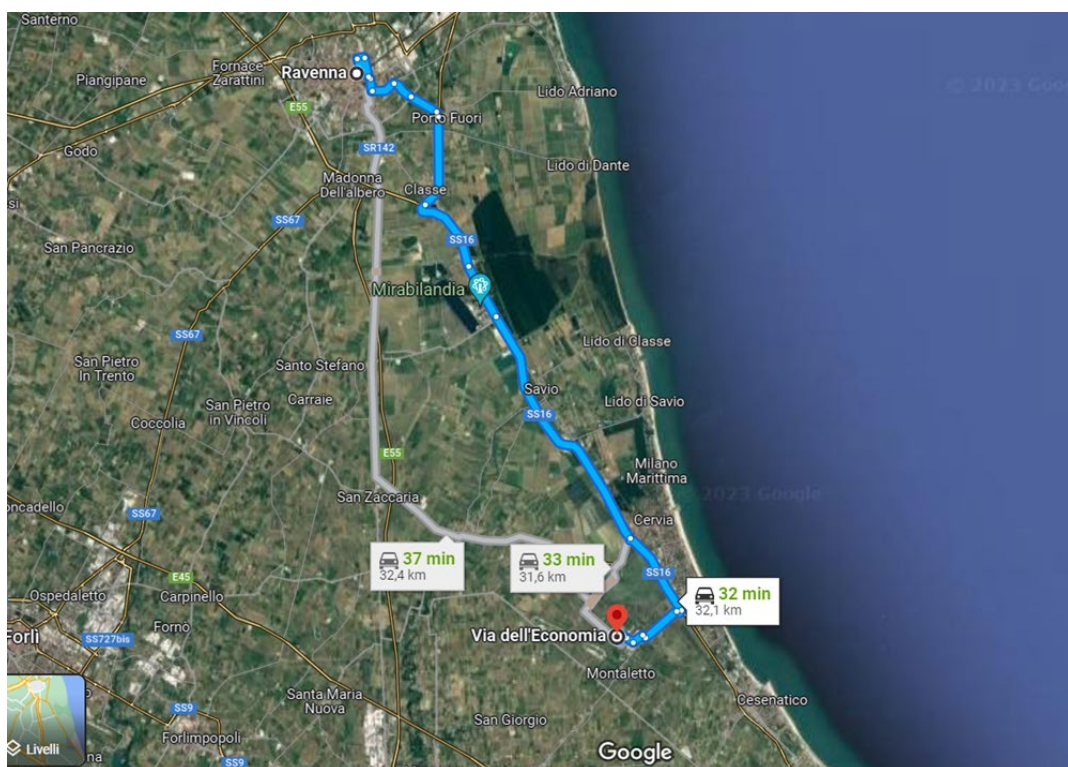 Santerno
Piangipane
Fornace
Zarattini
Ravenna
Lido Adriano
© 2023
E55
Porto Fuori
Godo
SR142
Lido di Dante
Madonna
Dell'albero
Classe
SS67
SS16
San Pancrazio
Mirabilandia
SS67
Lido di Classe
San Pietro
In Trento
Santo Stefano
Savio
Carraie
Lido di Savio
San Pietro
in Vincoli
SS16
Coccolia
E55
Milano
Marittima
San Zaccaria
2023 Google
SS67
Cervia
37 min
32,4 km
33 min
31,6 km
SS16
E45
Ospedaletto
Carpinello
32 min
32,1 km
Forno
Forlì
SS727bis
Via dell'Economia
Montaletto
Santa Maria
Nuova
Cesenatico
SS9
San Giorgio
Forlimpopoli
Livelli
SS9
Google